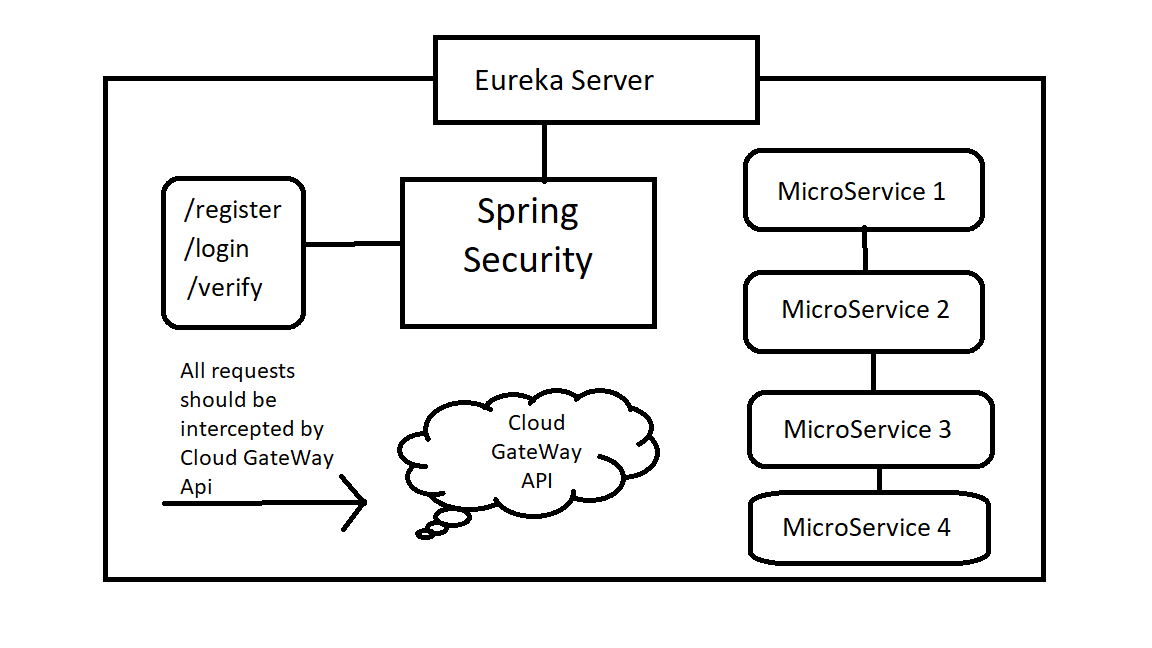 Eureka Server
/register
/login
/verify
Spring
Security
MicroService 1
MicroService 2
MicroService 3
MicroService 4
All requests
should be
intercepted by
Cloud GateWay
Api
Cloud
GateWay
API